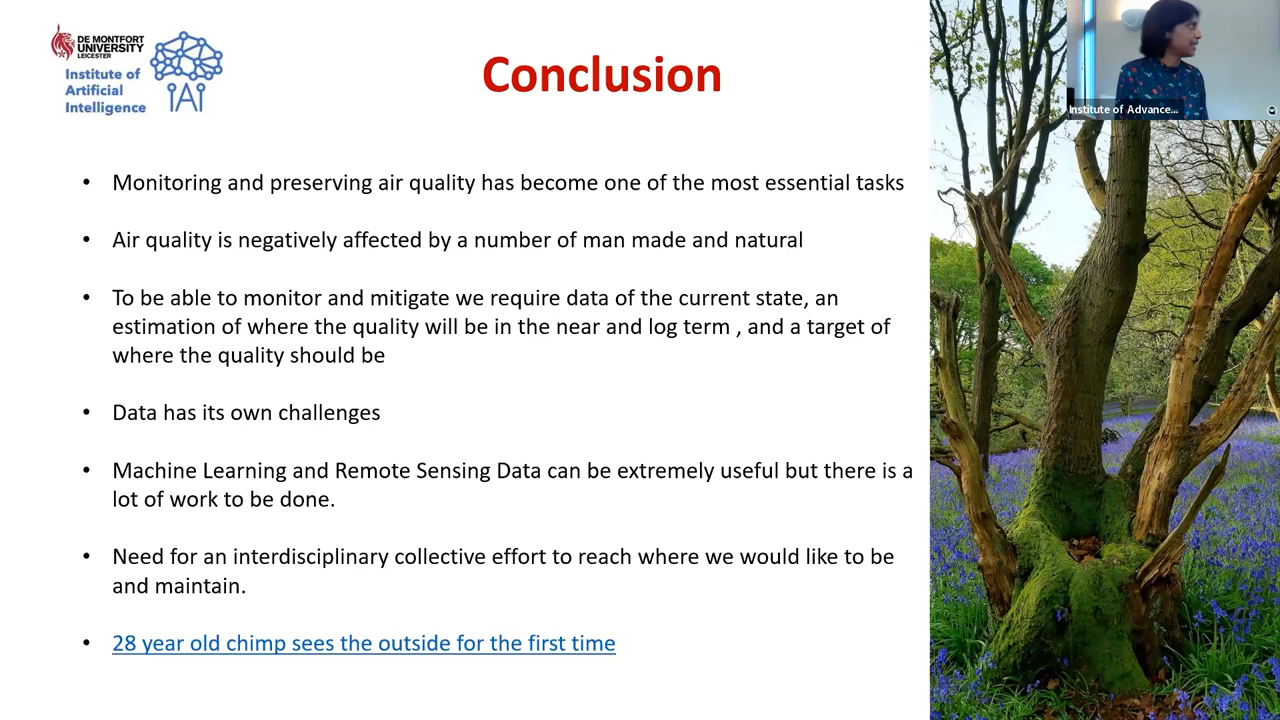 DE MONTFORT
UNIVERSITY
LEICESTER
Institute of
Artificial
Intelligence
IAI
Conclusion
Institute of Advance...
• Monitoring and preserving air quality has become one of the most essential tasks
• Air quality is negatively affected by a number of man made and natural
• To be able to monitor and mitigate we require data of the current state, an
estimation of where the quality will be in the near and log term , and a target of
where the quality should be
• Data has its own challenges
• Machine Learning and Remote Sensing Data can be extremely useful but there is a
lot of work to be done.
• Need for an interdisciplinary collective effort to reach where we would like to be
and maintain.
• 28 year old chimp sees the outside for the first time